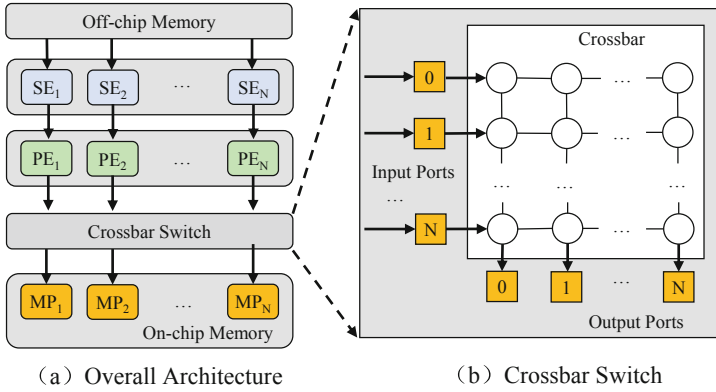 Off-chip Memory
SE1 SE2 ... SEN
PE1 PE2 ... PEN
Crossbar Switch
MP1 MP2 ... MPN
On-chip Memory
(a) Overall Architecture
Crossbar
0 ...
1 ...
Input Ports
... ... ...
N ...
0 1 ... N
Output Ports
(b) Crossbar Switch